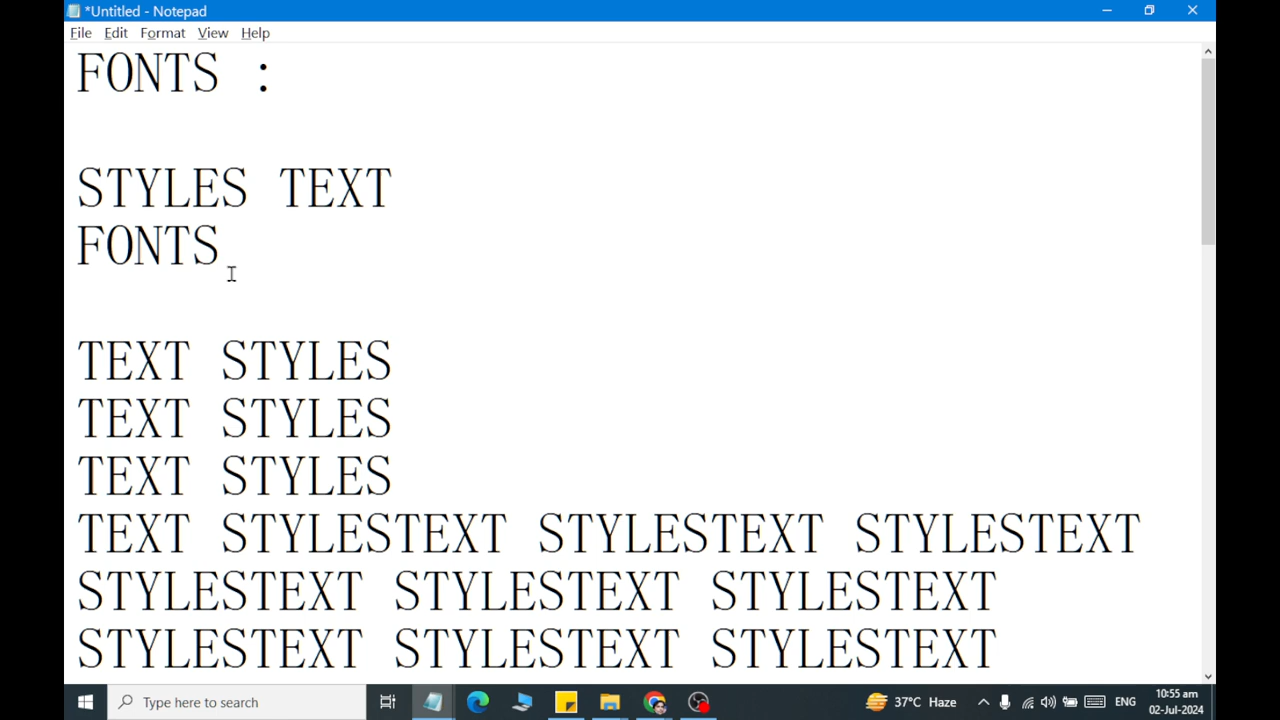 *Untitled - Notepad
File Edit Format View Help
FONTS :
STYLES TEXT
FONTS
TEXT STYLES
TEXT STYLES
TEXT STYLES
TEXT STYLESTEXT STYLESTEXT STYLESTEXT
STYLESTEXT STYLESTEXT STYLESTEXT
STYLESTEXT STYLESTEXT STYLESTEXT
Type here to search
37°C Haze
ENG
10:55 am
02-Jul-2024